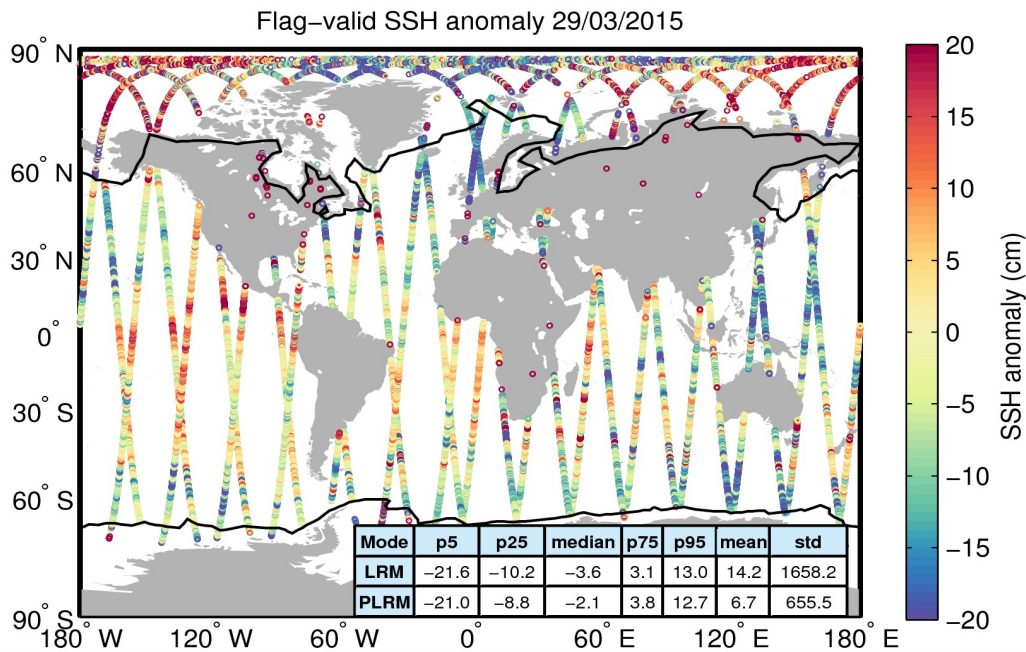 Flag−valid SSH anomaly 29/03/2015
90° N
60° N
30° N
0°
30° S
60° S
90° S
180° W
120° W
60° W
0°
60° E
120° E
180° E
20
15
10
5
0
−5
−10
−15
−20
SSH anomaly (cm)
Mode p5 p25 median p75 p95 mean std
LRM −21.6 −10.2 −3.6 3.1 13.0 14.2 1658.2
PLRM −21.0 −8.8 −2.1 3.8 12.7 6.7 655.5